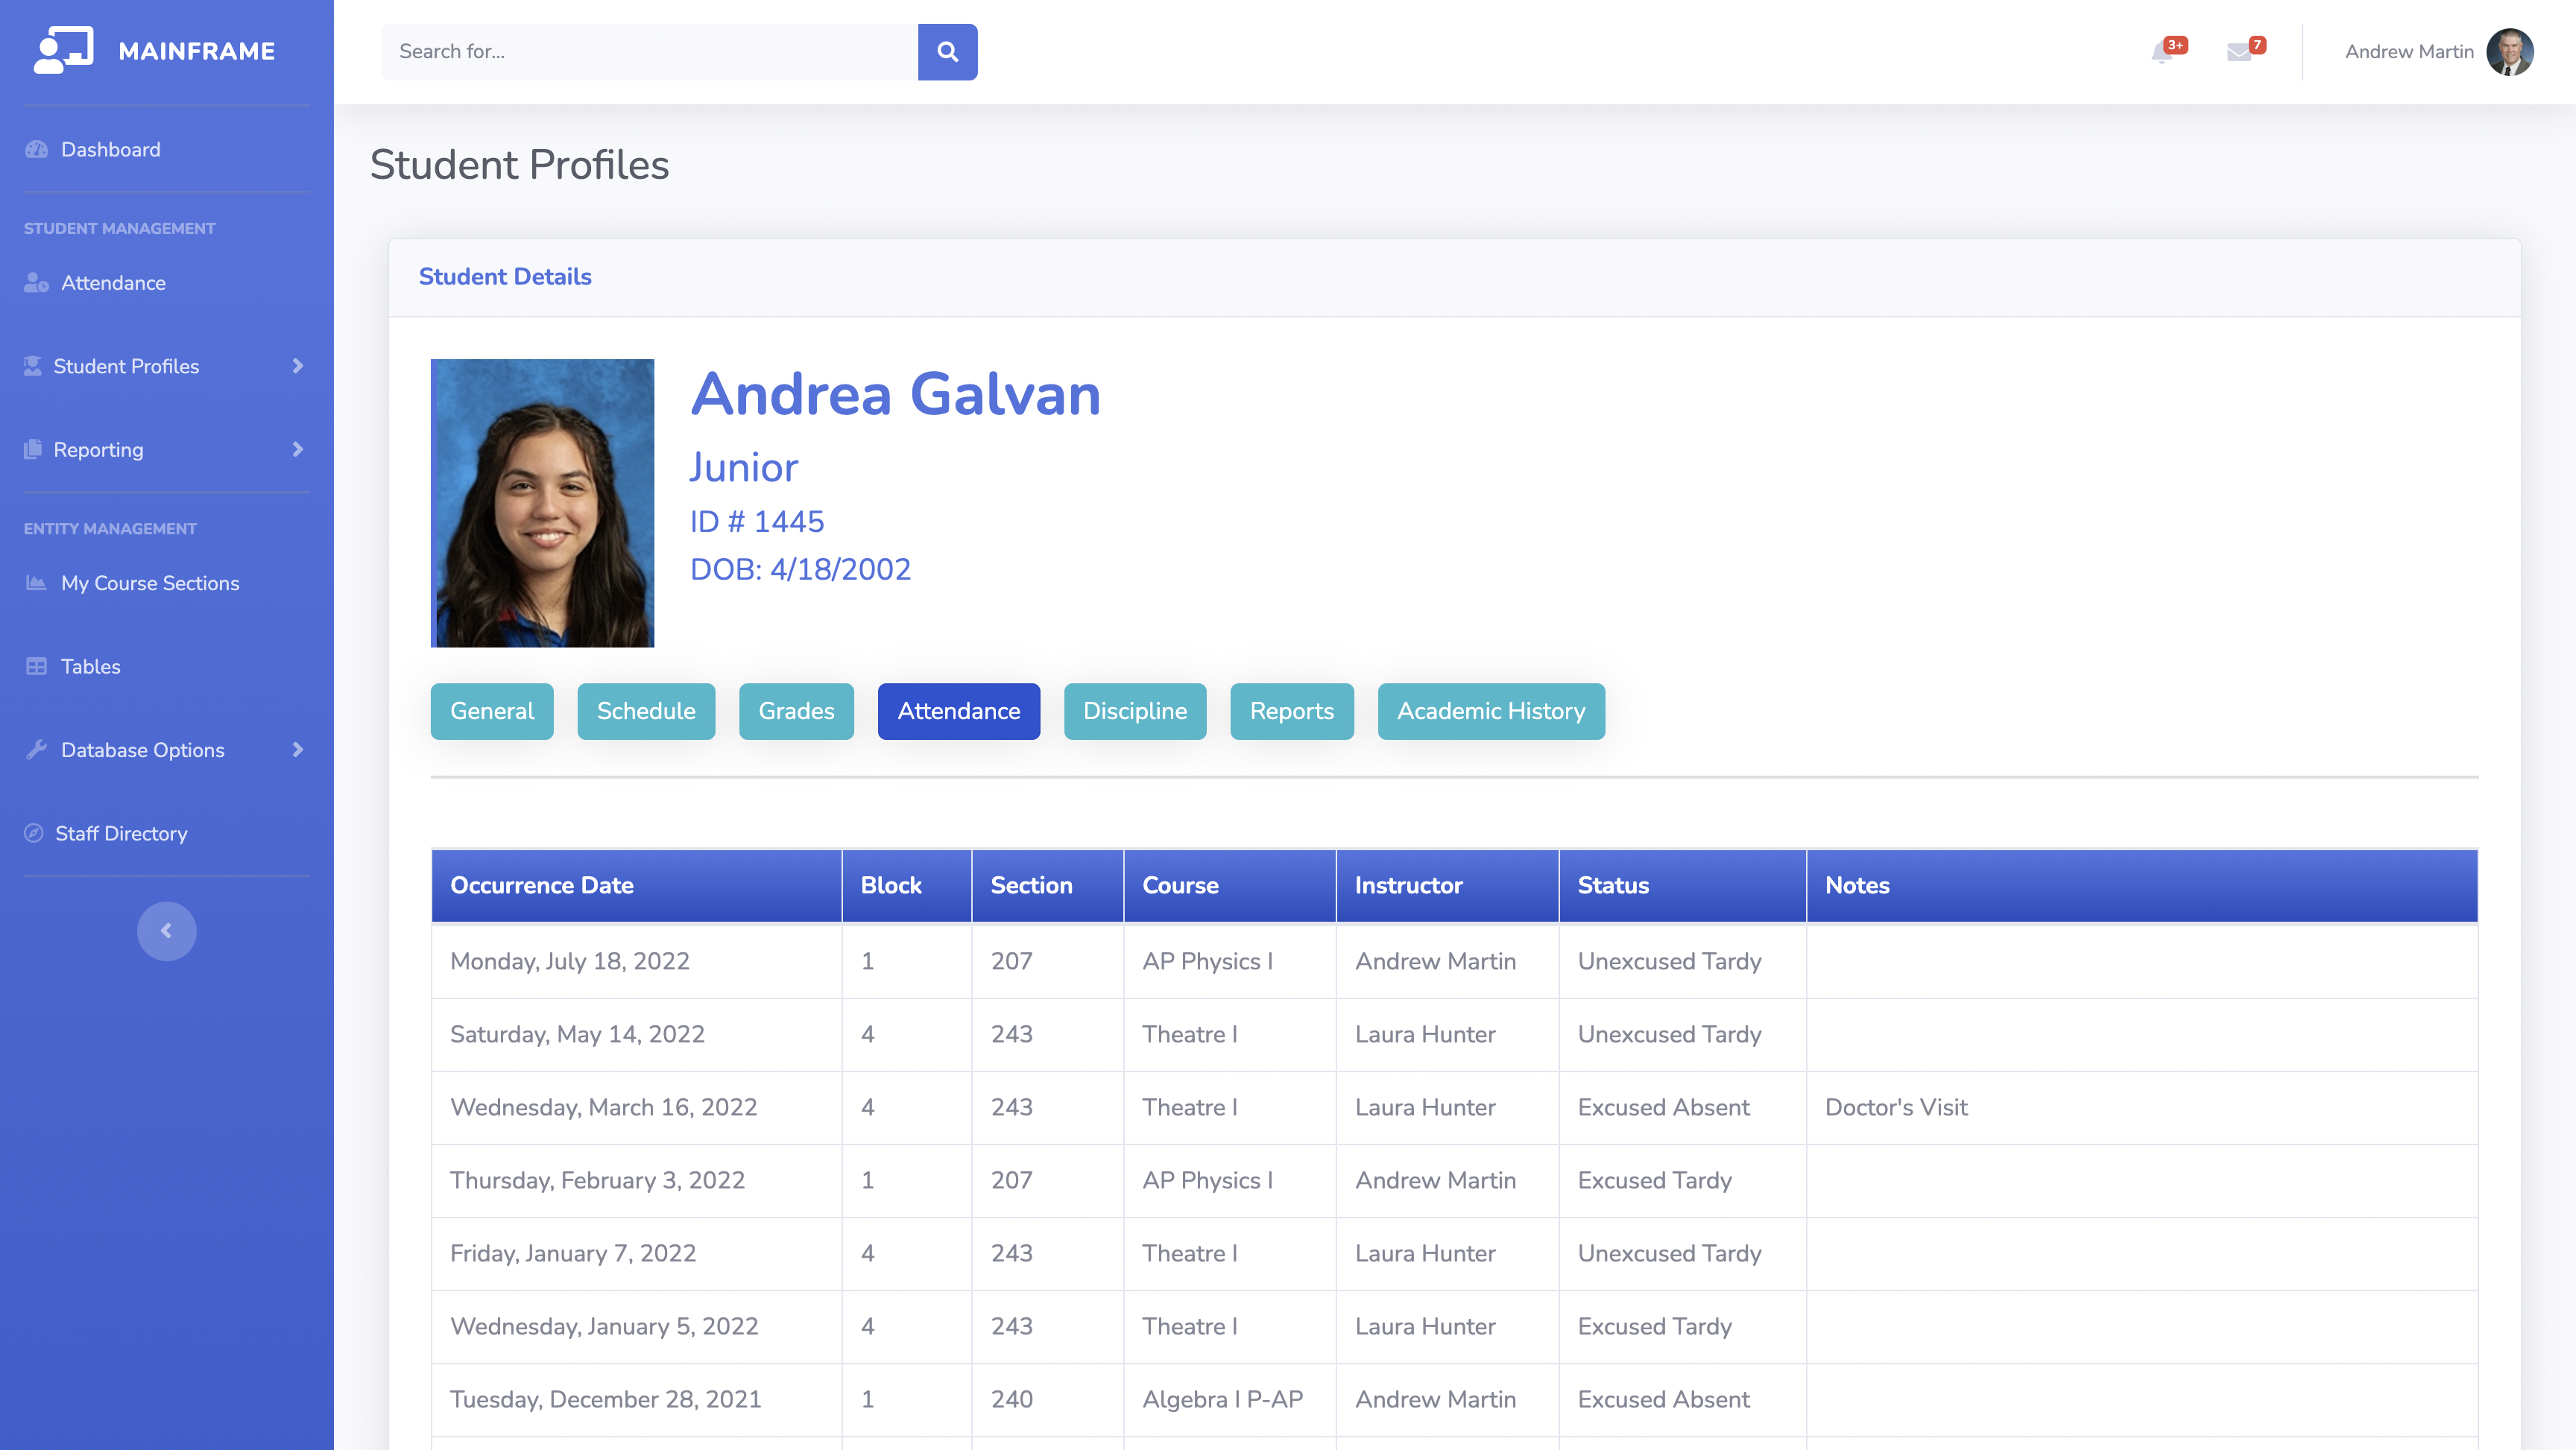 MAINFRAME
Search for...
3+
7
Andrew Martin
Dashboard
STUDENT MANAGEMENT
Attendance
Student Profiles
Reporting
ENTITY MANAGEMENT
My Course Sections
Tables
Database Options
Staff Directory
Student Profiles
Student Details
Andrea Galvan
Junior
ID # 1445
DOB: 4/18/2002
General Schedule Grades Attendance Discipline Reports Academic History
Occurrence Date Block Section Course Instructor Status Notes
Monday, July 18, 2022 1 207 AP Physics I Andrew Martin Unexcused Tardy
Saturday, May 14, 2022 4 243 Theatre I Laura Hunter Unexcused Tardy
Wednesday, March 16, 2022 4 243 Theatre I Laura Hunter Excused Absent Doctor's Visit
Thursday, February 3, 2022 1 207 AP Physics I Andrew Martin Excused Tardy
Friday, January 7, 2022 4 243 Theatre I Laura Hunter Unexcused Tardy
Wednesday, January 5, 2022 4 243 Theatre I Laura Hunter Excused Tardy
Tuesday, December 28, 2021 1 240 Algebra I P-AP Andrew Martin Excused Absent